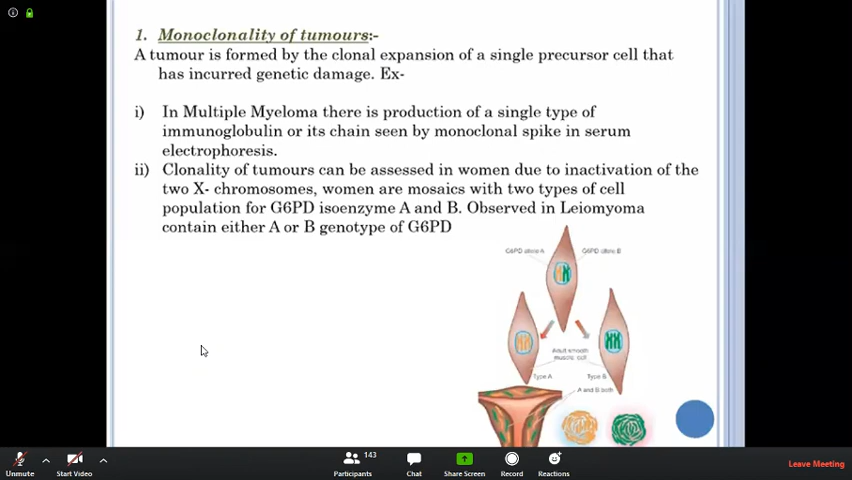 1. Monoclonality of tumours:-
A tumour is formed by the clonal expansion of a single precursor cell that
has incurred genetic damage. Ex-
i) In Multiple Myeloma there is production of a single type of
immunoglobulin or its chain seen by monoclonal spike in serum
electrophoresis.
ii) Clonality of tumours can be assessed in women due to inactivation of the
two X- chromosomes, women are mosaics with two types of cell
population for G6PD isoenzyme A and B. Observed in Leiomyoma
contain either A or B genotype of G6PD
G6PD allele A
G6PD allele B
Adult smooth
muscle cell
Type A
Type B
A and B both
Unmute
Start Video
Participants
143
Chat
Share Screen
Record
Reactions
Leave Meeting